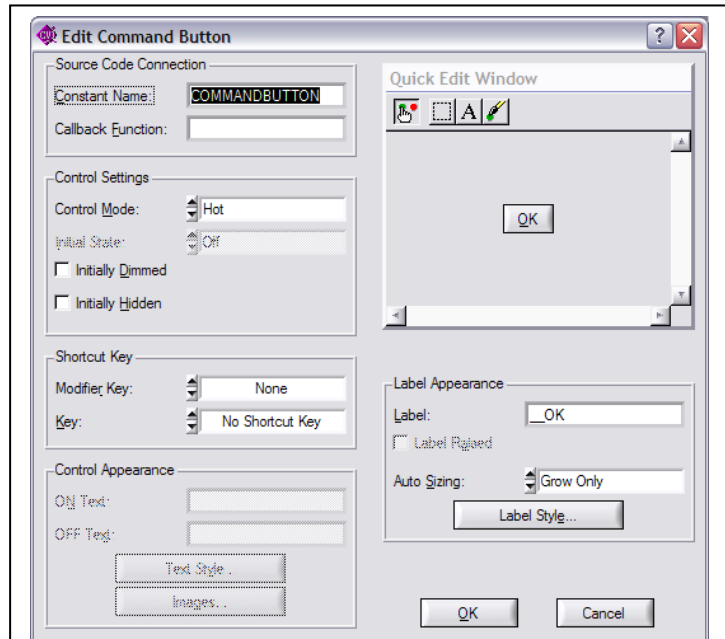 Edit Command Button
Source Code Connection
Constant Name: COMMANDBUTTON
Callback Function:
Control Settings
Control Mode: Hot
Initial State: Off
Initially Dimmed
Initially Hidden
Shortcut Key
Modifier Key: None
Key: No Shortcut Key
Control Appearance
ON Text:
OFF Text:
Text Style...
Images...
Quick Edit Window
A
OK
Label Appearance
Label: __OK
Label Raised
Auto Sizing: Grow Only
Label Style...
OK
Cancel